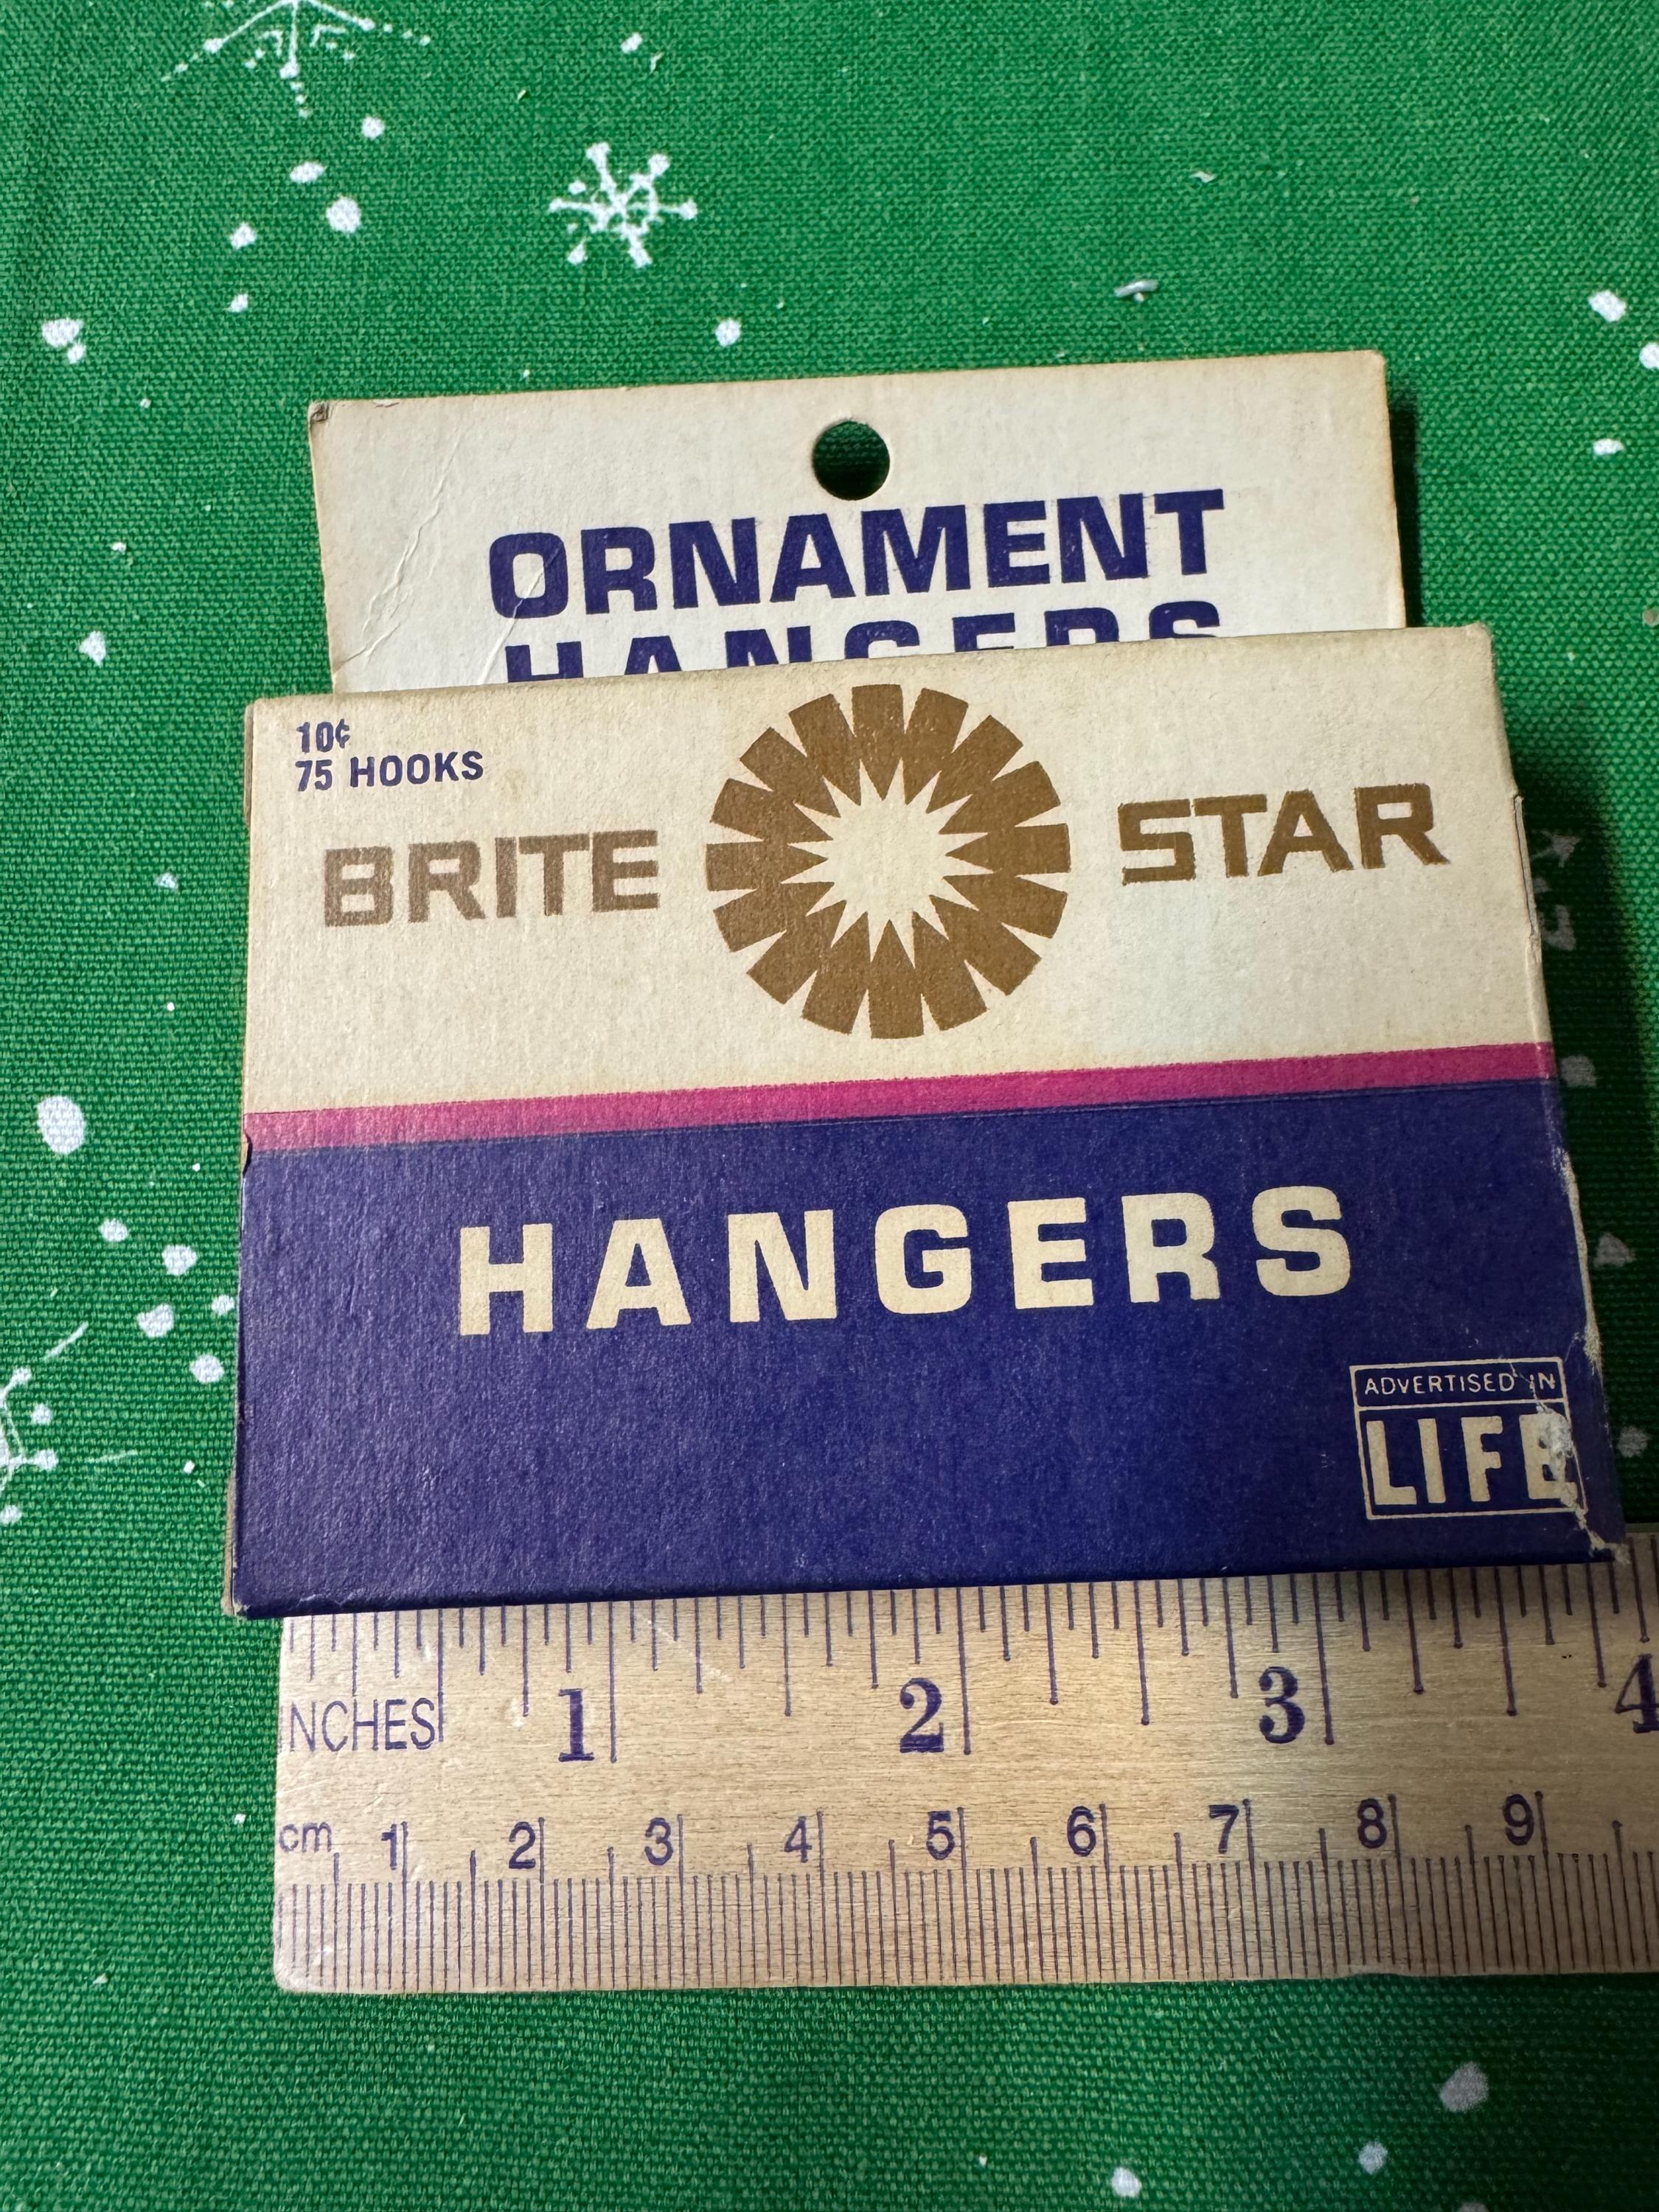 ORNAMENT
HANGERS
10¢
75 HOOKS
BRITE STAR
HANGERS
ADVERTISED IN
LIFE
INCHES 1 2 3 4
cm 1 2 3 4 5 6 7 8 9